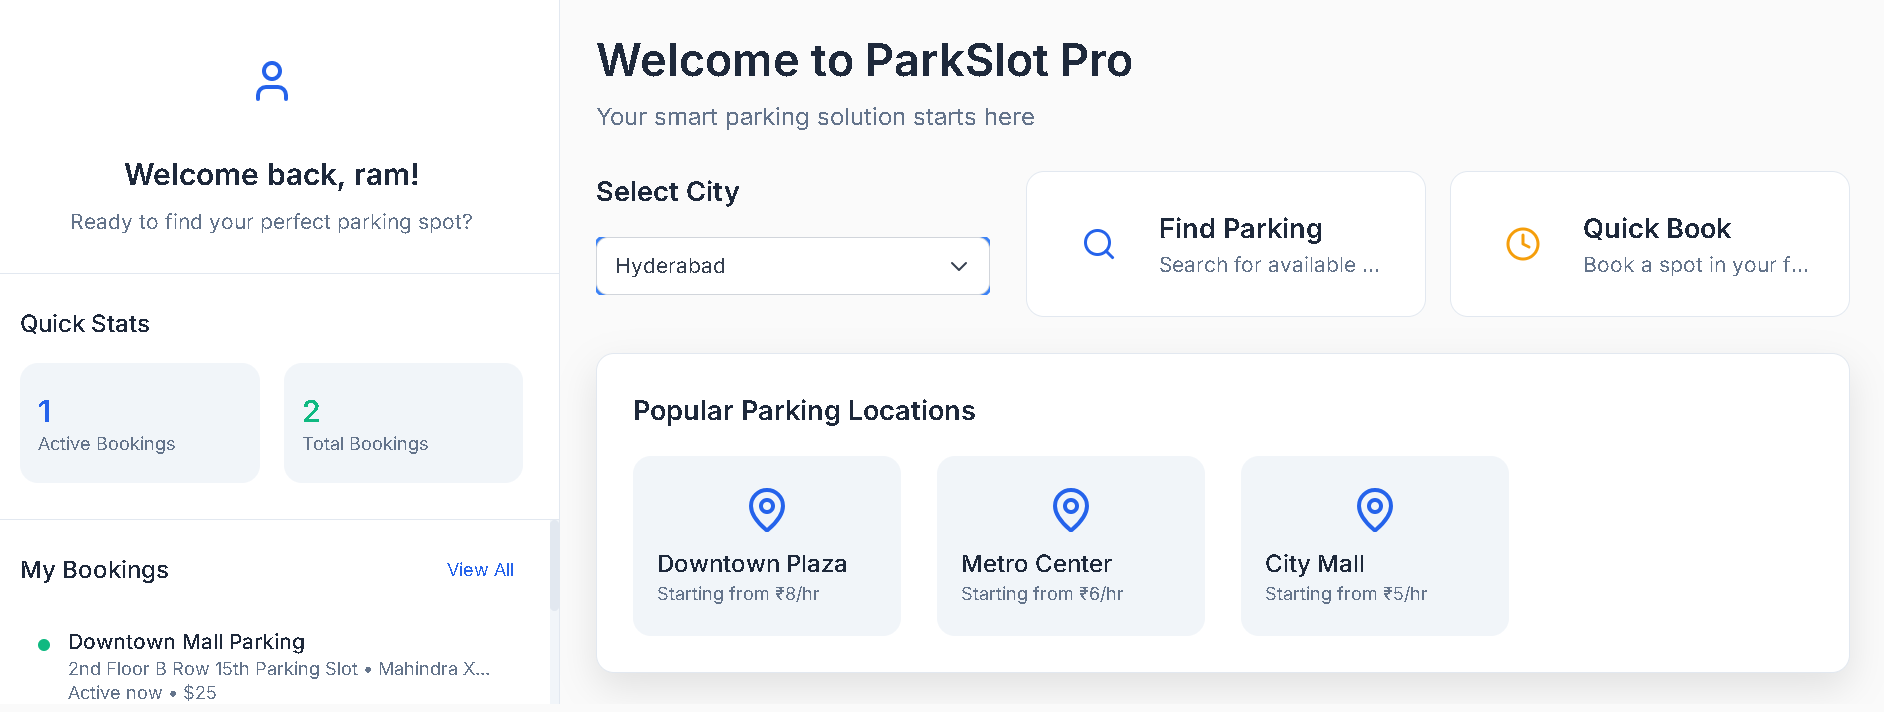 Welcome back, ram!
Ready to find your perfect parking spot?
Quick Stats
1
Active Bookings
2
Total Bookings
My Bookings
View All
Downtown Mall Parking
2nd Floor B Row 15th Parking Slot • Mahindra X...
Active now • $25
Welcome to ParkSlot Pro
Your smart parking solution starts here
Select City
Hyderabad
Find Parking
Search for available ...
Quick Book
Book a spot in your f...
Popular Parking Locations
Downtown Plaza
Starting from ₹8/hr
Metro Center
Starting from ₹6/hr
City Mall
Starting from ₹5/hr